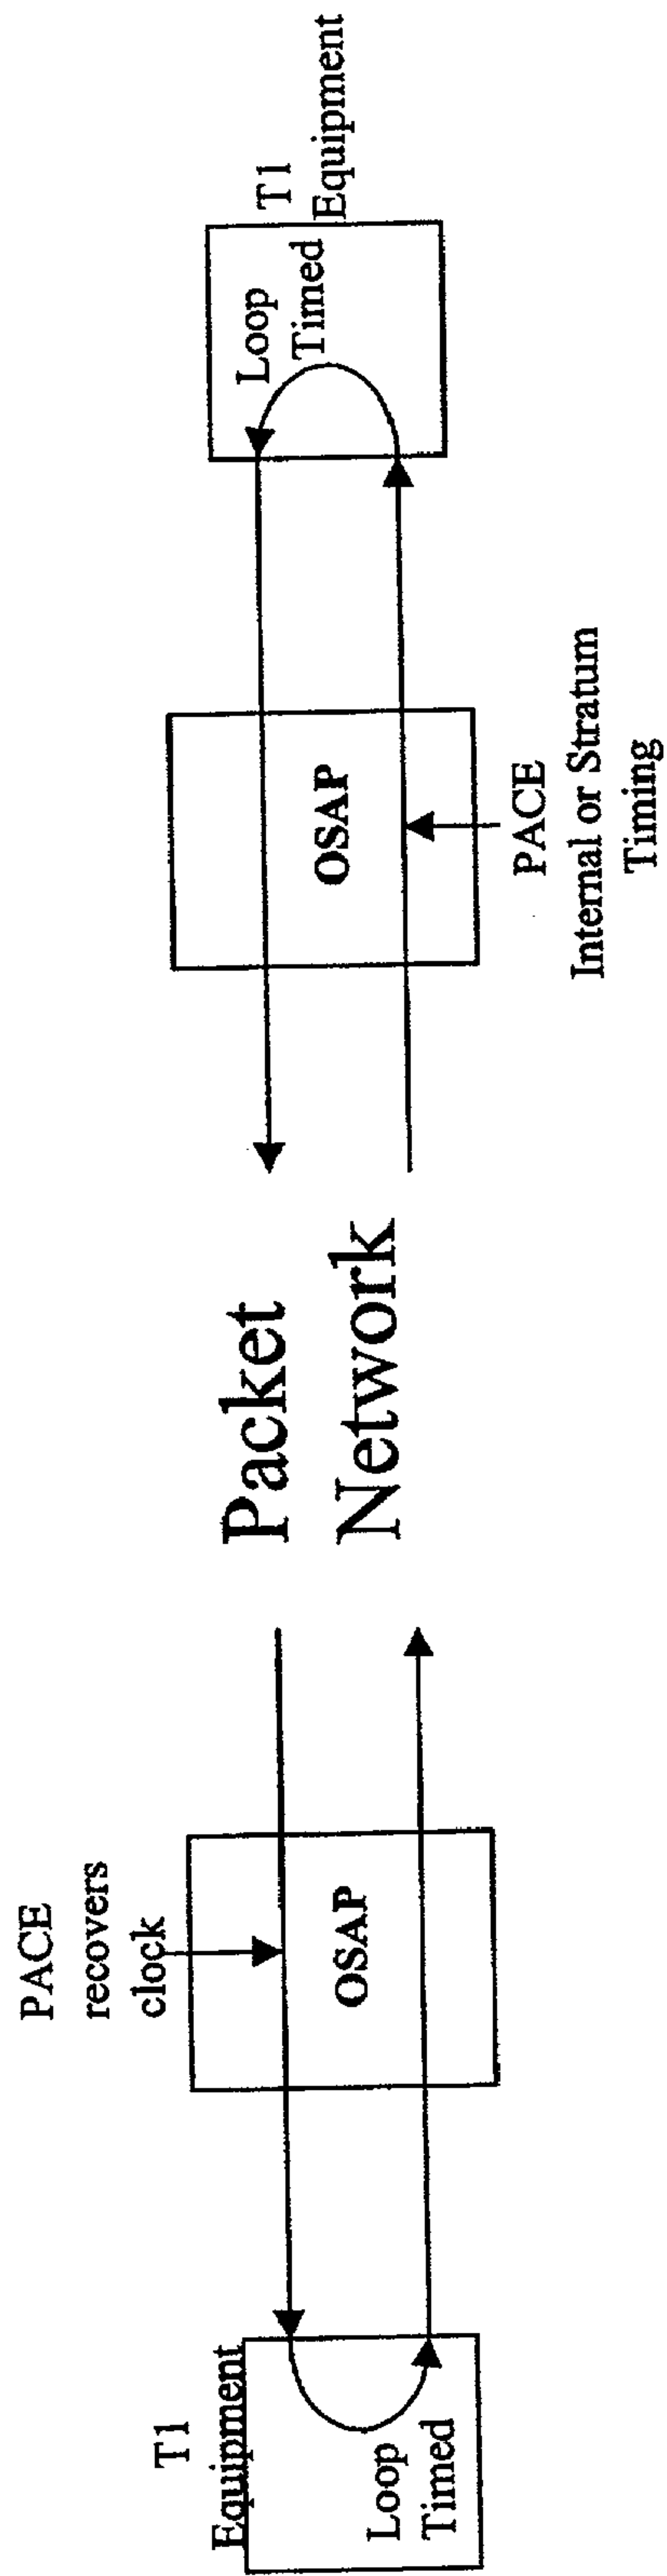 T1
Equipment
Loop
Timed
PACE
recovers
clock
OSAP
Packet
Network
OSAP
PACE
Internal or Stratum
Timing
Loop
Timed
T1
Equipment